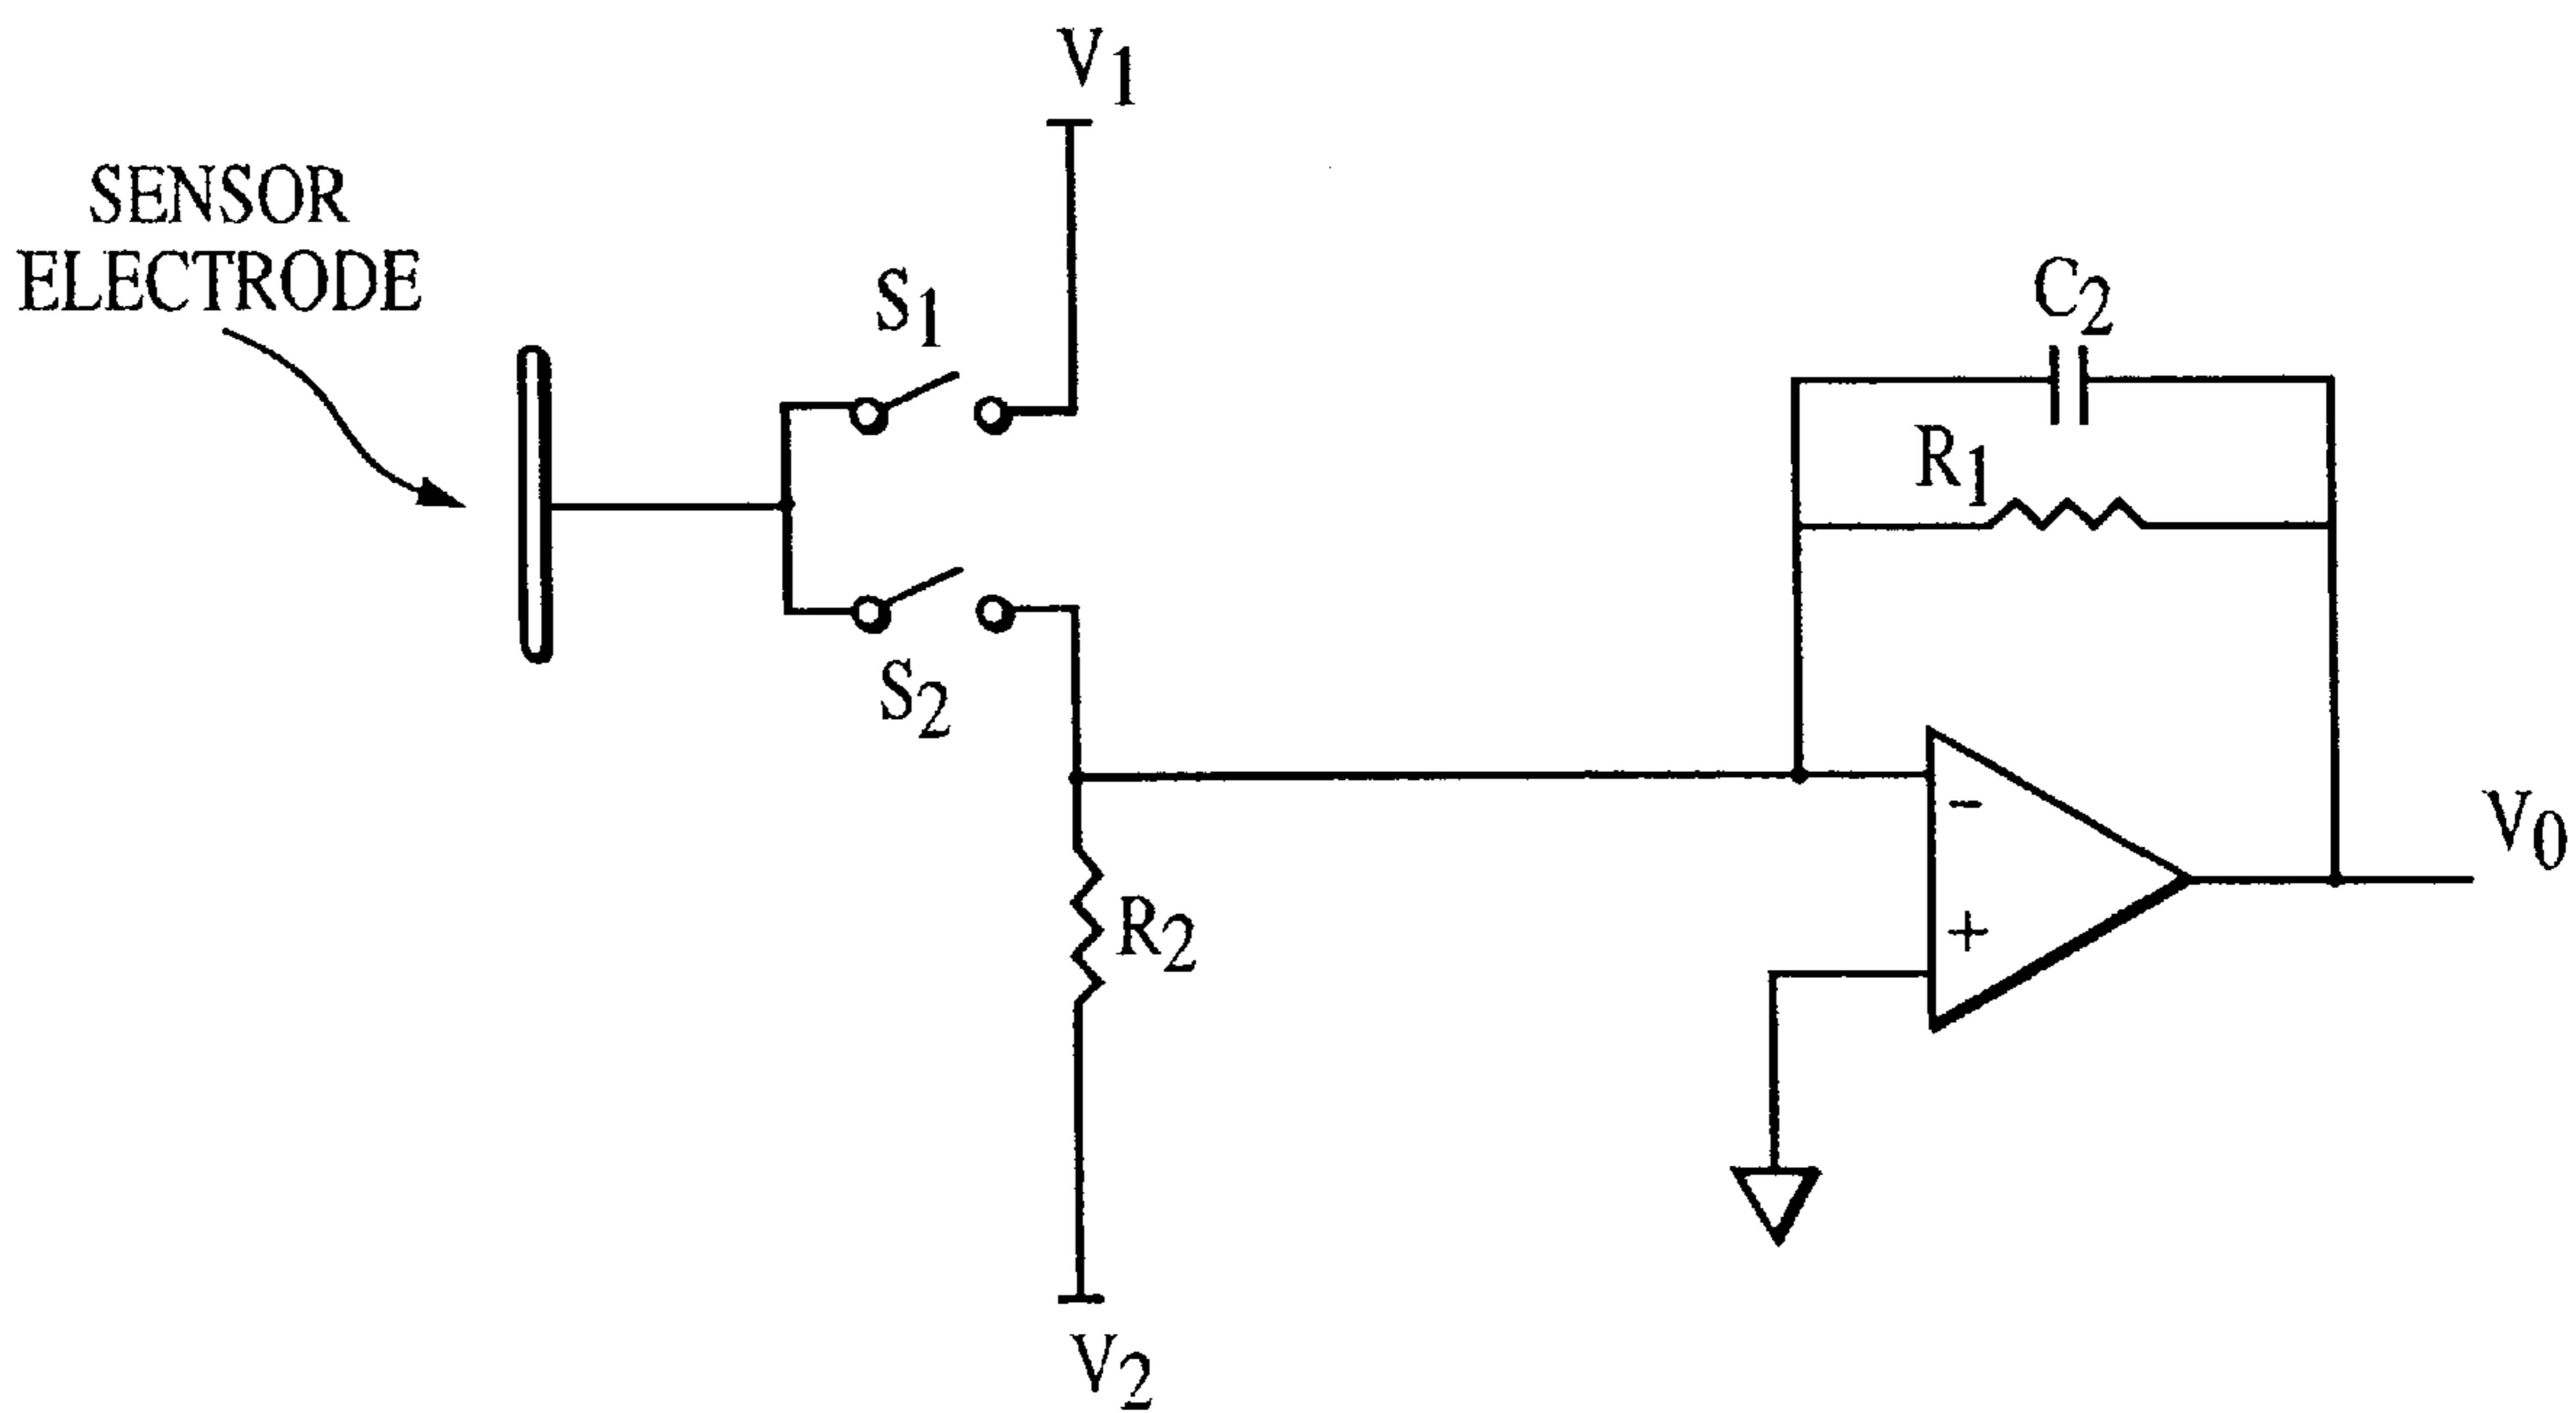 V1
SENSOR
ELECTRODE
S1
C2
R1
S2
V0
-
R2
+
V2